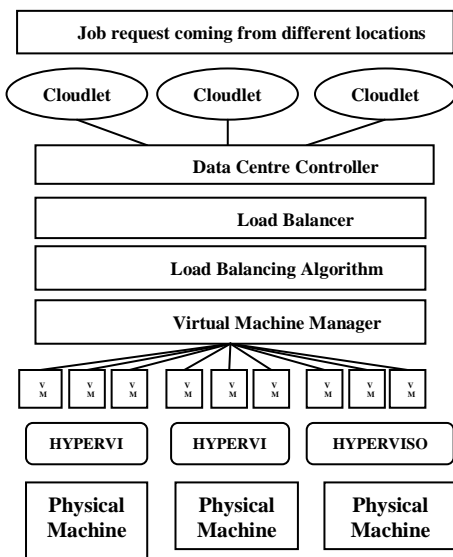 Job request coming from different locations
Cloudlet Cloudlet Cloudlet
Data Centre Controller
Load Balancer
Load Balancing Algorithm
Virtual Machine Manager
V V V V V V V V V
M M M M M M M M M
HYPERVI HYPERVI HYPERVISO
Physical Physical Physical
Machine Machine Machine